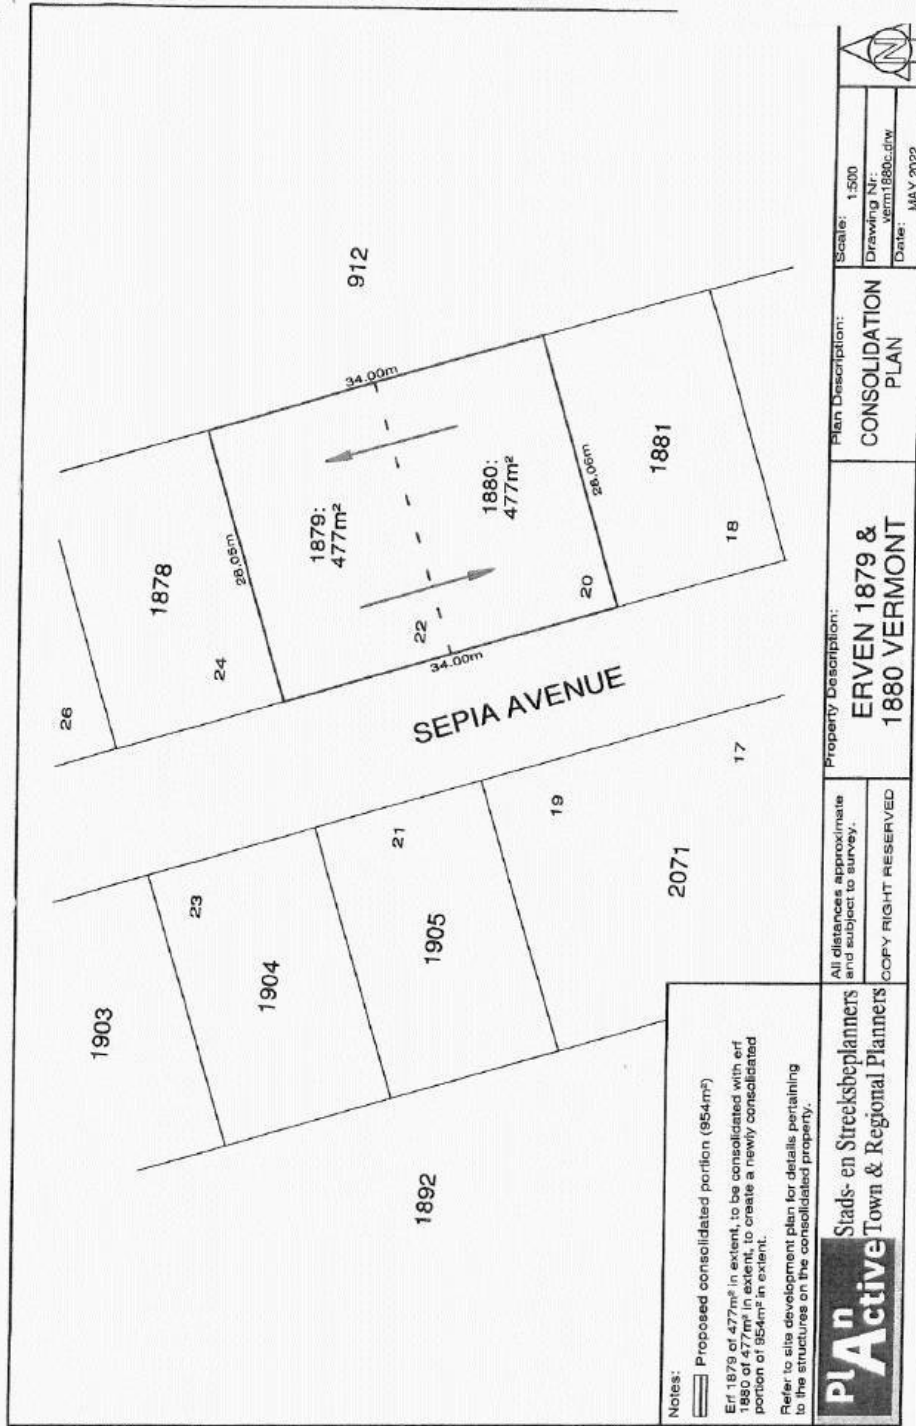 26
1878
24
28.05m
912
34.00m
1879:
477m²
1880:
477m²
22
20
34.00m
28.06m
1881
18
SEPIA AVENUE
1903
23
1904
21
1905
19
17
2071
1892
Notes:
Proposed consolidated portion (954m²)
Erf 1879 of 477m² in extent, to be consolidated with erf
1880 of 477m² in extent, to create a newly consolidated
portion of 954m² in extent.
Refer to site development plan for details pertaining
to the structures on the consolidated property.
PlAn
Active
Stads- en Streeksbeplanners
Town & Regional Planners
All distances approximate
and subject to survey.
COPY RIGHT RESERVED
Property Description:
ERVEN 1879 &
1880 VERMONT
Plan Description:
CONSOLIDATION
PLAN
Scale: 1:500
Drawing Nr:
verm1880c.drw
Date: MAY 2022
N